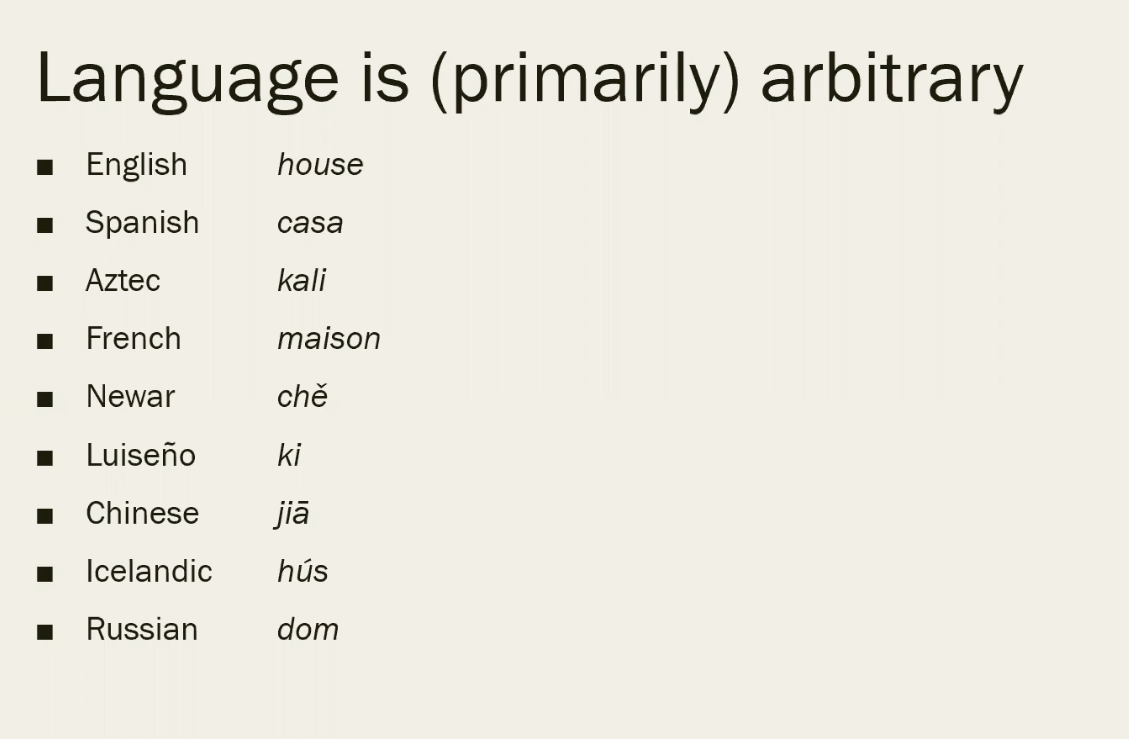 Language is (primarily) arbitrary
■ English house
■ Spanish casa
■ Aztec kali
■ French maison
■ Newar chě
■ Luiseño ki
■ Chinese jiā
■ Icelandic hús
■ Russian dom